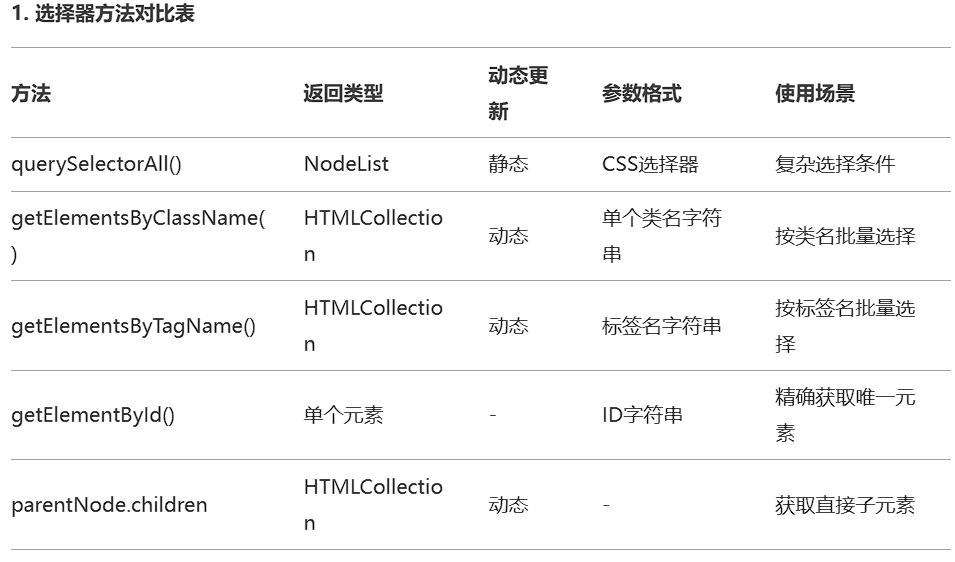 1. 选择器方法对比表
方法 返回类型 动态更新 参数格式 使用场景
querySelectorAll() NodeList 静态 CSS选择器 复杂选择条件
getElementsByClassName() HTMLCollection 动态 单个类名字符串 按类名批量选择
getElementsByTagName() HTMLCollection 动态 标签名字符串 按标签名批量选择
getElementById() 单个元素 - ID字符串 精确获取唯一元素
parentNode.children HTMLCollection 动态 - 获取直接子元素